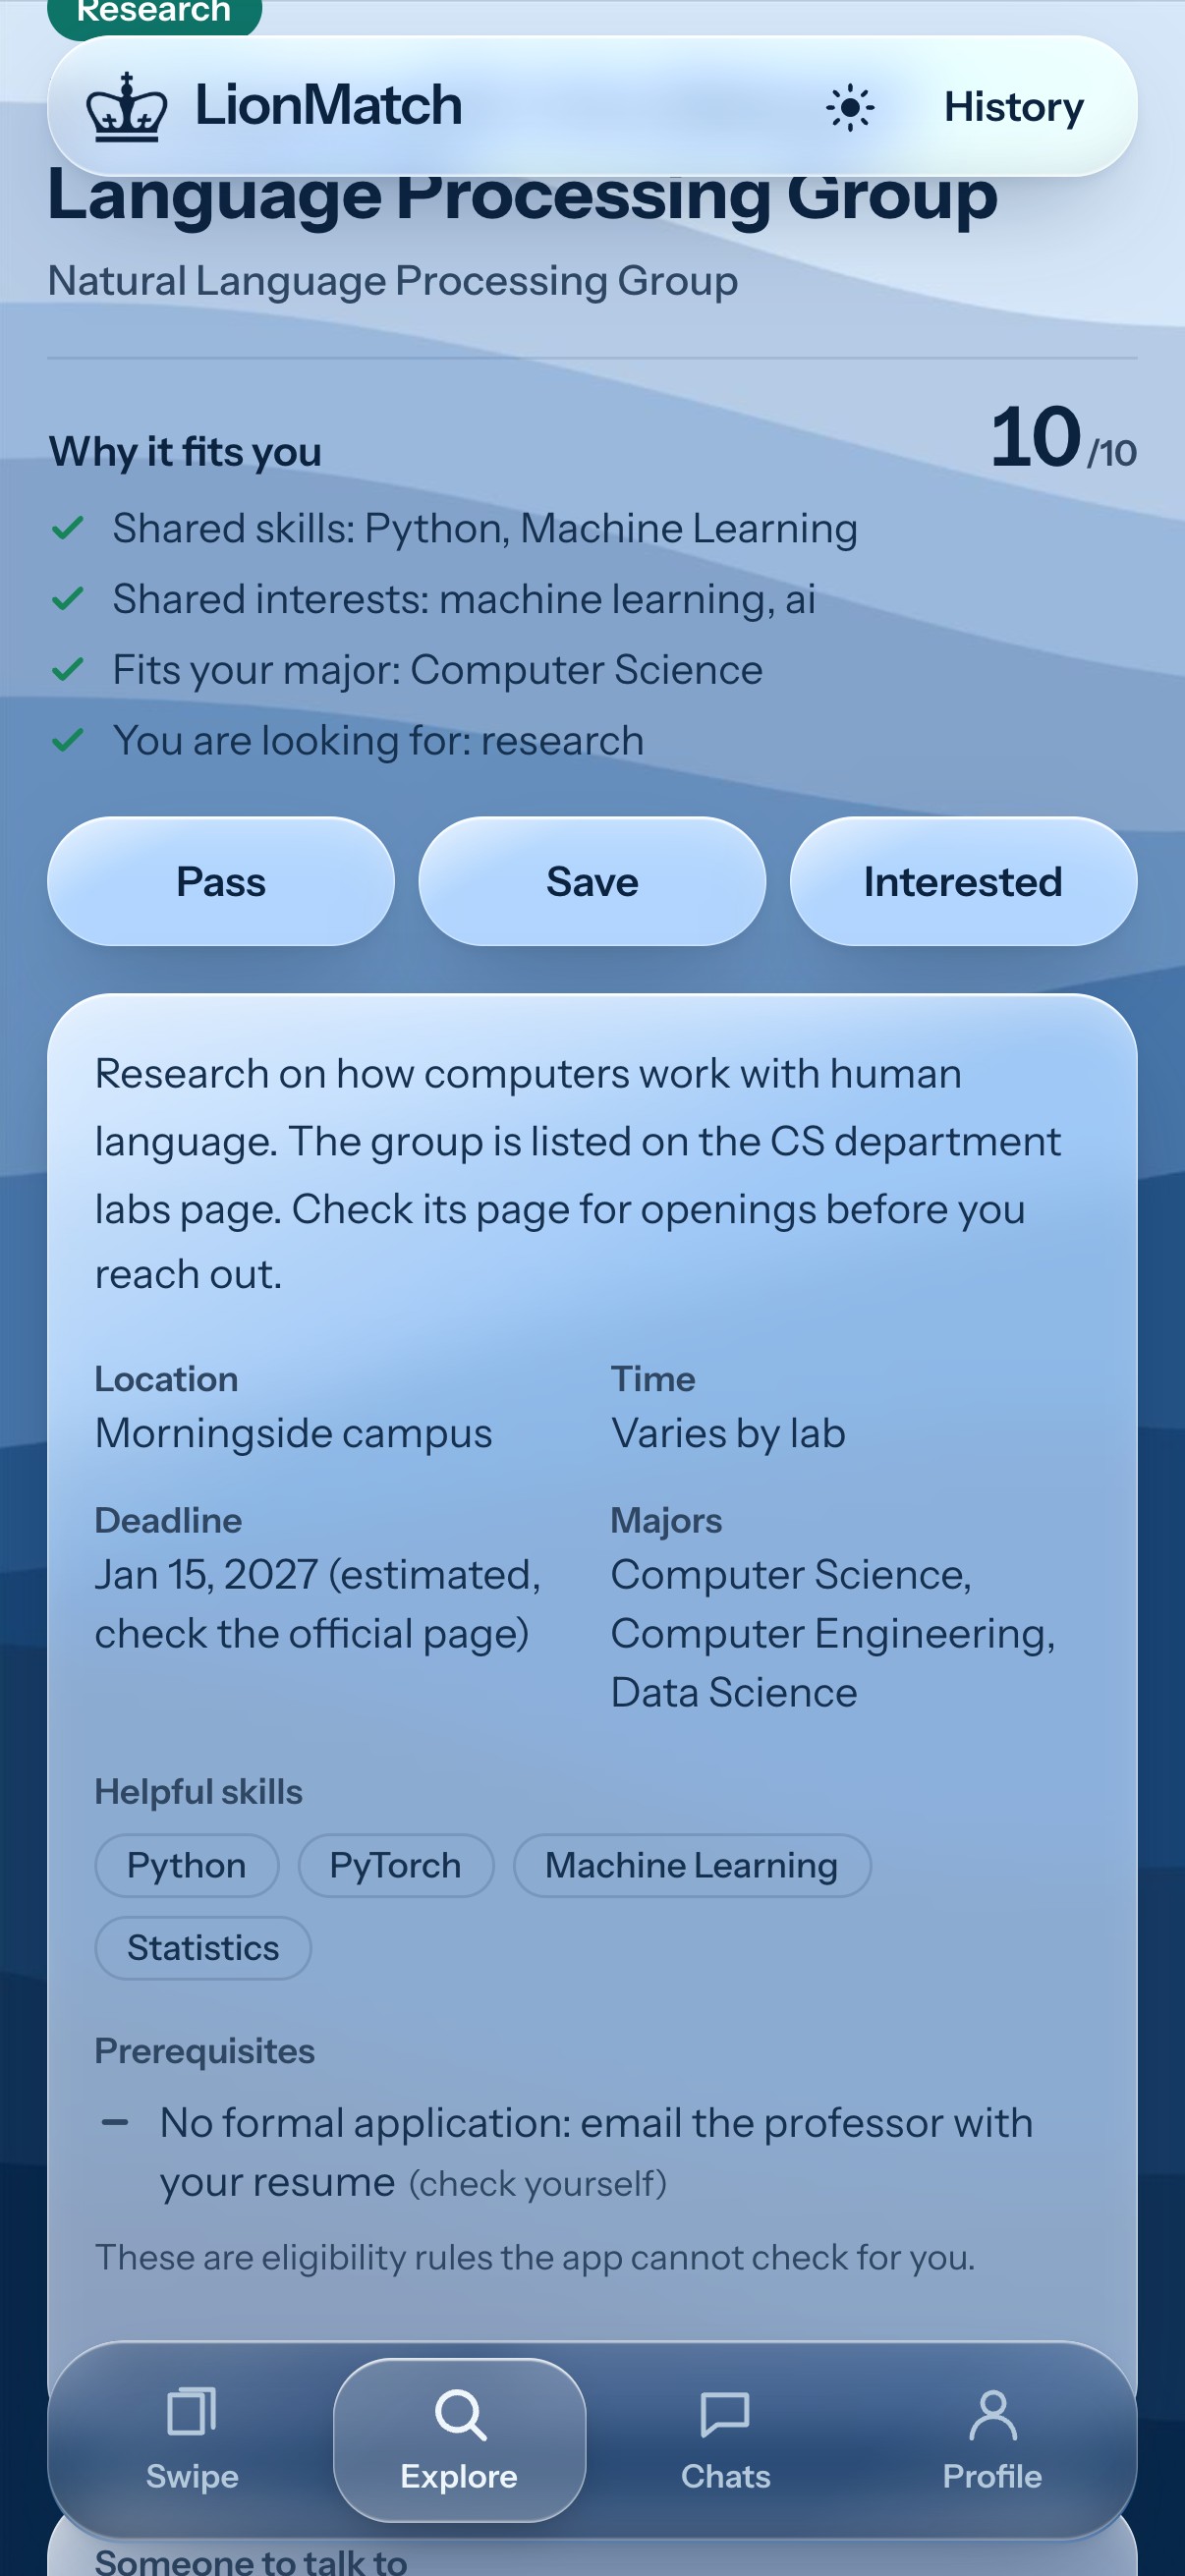 Research
LionMatch
History
Language Processing Group
Natural Language Processing Group
Why it fits you
10/10
Shared skills: Python, Machine Learning
Shared interests: machine learning, ai
Fits your major: Computer Science
You are looking for: research
Pass
Save
Interested
Research on how computers work with human
language. The group is listed on the CS department
labs page. Check its page for openings before you
reach out.
Location
Morningside campus
Time
Varies by lab
Deadline
Jan 15, 2027 (estimated,
check the official page)
Majors
Computer Science,
Computer Engineering,
Data Science
Helpful skills
Python
PyTorch
Machine Learning
Statistics
Prerequisites
No formal application: email the professor with
your resume (check yourself)
These are eligibility rules the app cannot check for you.
Swipe
Explore
Chats
Profile
Someone to talk to